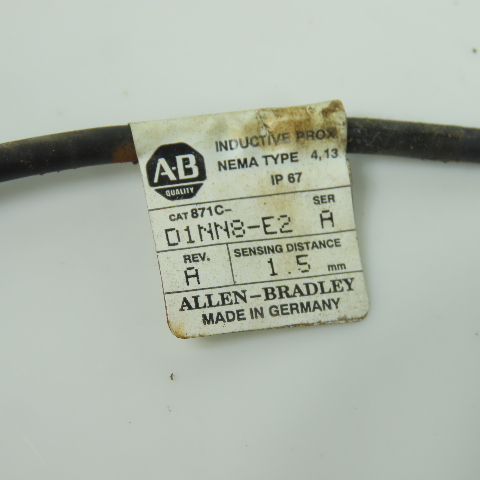 INDUCTIVE PROX
A-B
QUALITY
NEMA TYPE 4,13
IP 67
CAT 871C-
SER
D1NN8-E2 A
REV.
SENSING DISTANCE
A
1.5 mm
ALLEN-BRADLEY
MADE IN GERMANY